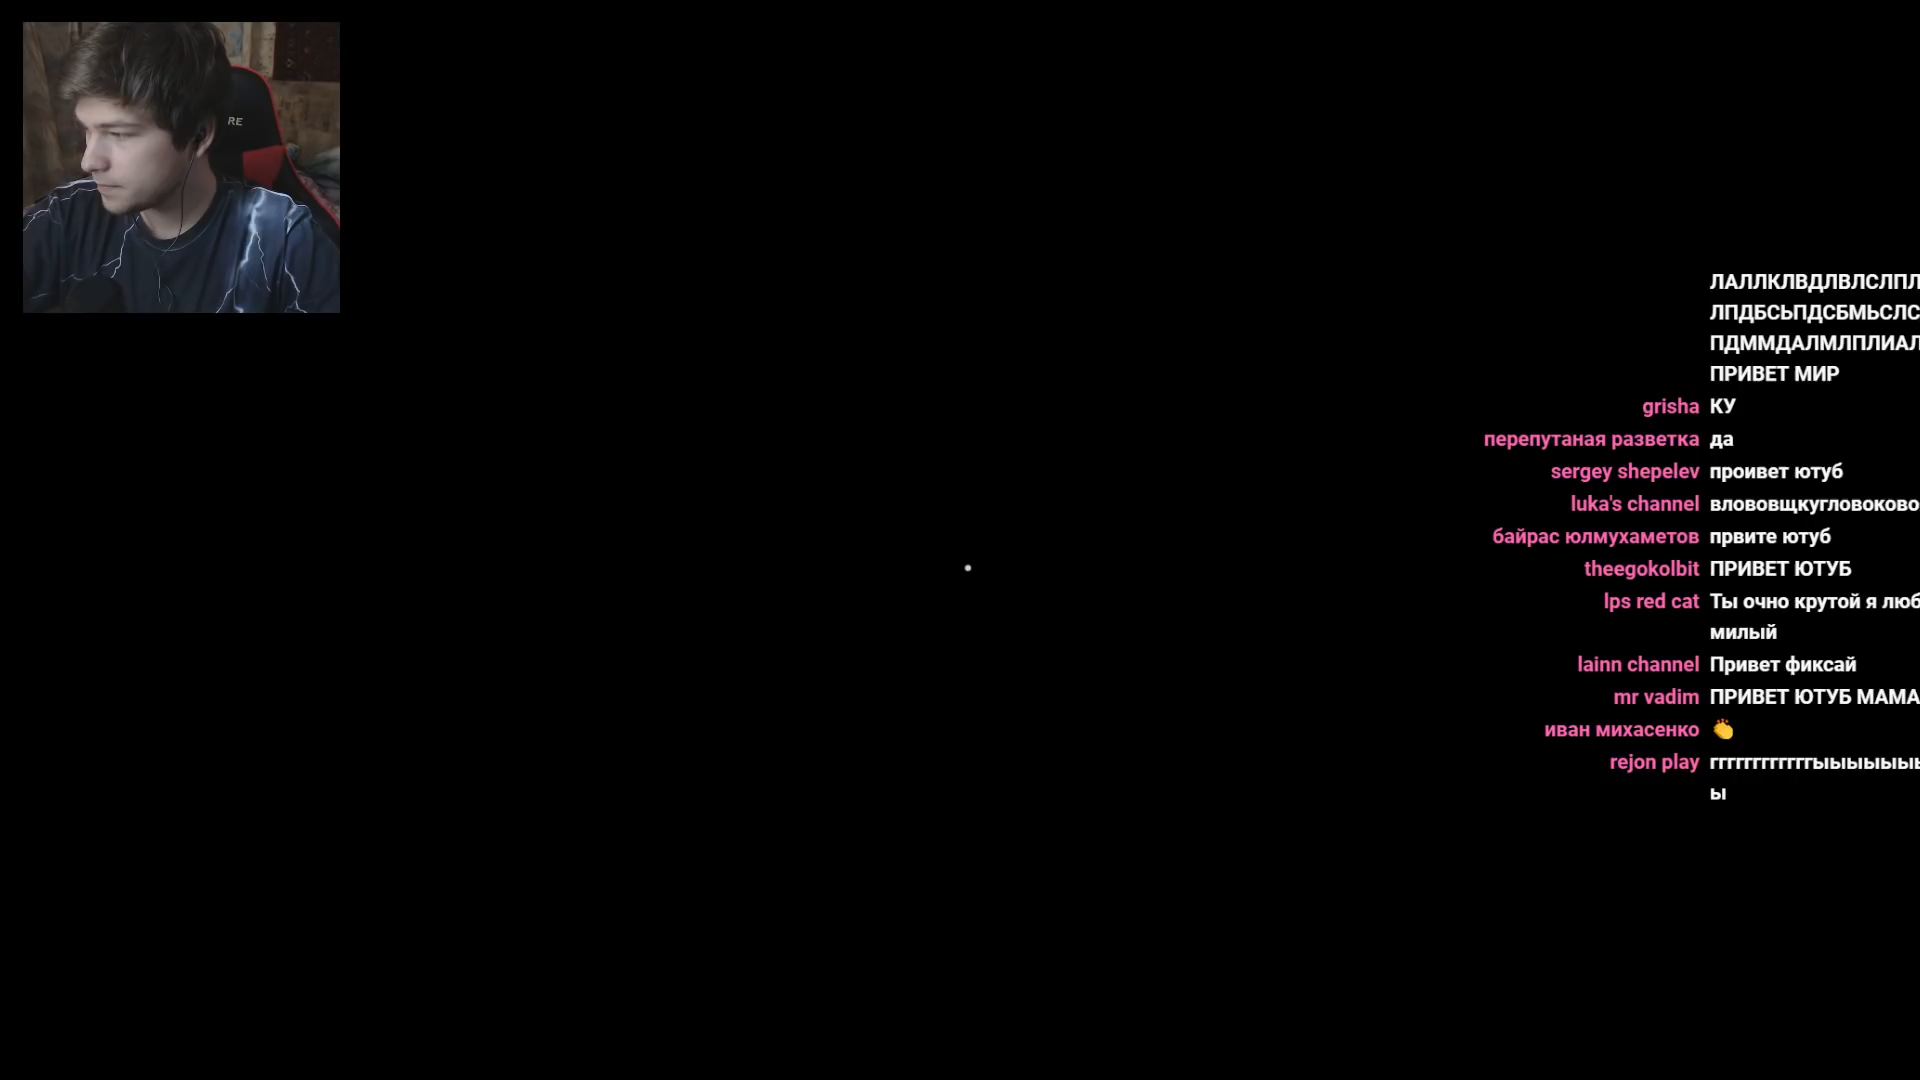 RE
ЛАЛЛКЛВДЛВЛСЛПЛ
ЛПДБСЬПДСБМЬСЛС
ПДММДАЛМЛПЛИАЛ
ПРИВЕТ МИР
grisha КУ
перепутаная разветка да
sergey shepelev проивет ютуб
luka's channel влововщкугловоково
байрас юлмухаметов првите ютуб
theegokolbit ПРИВЕТ ЮТУБ
lps red cat Ты очно крутой я люб
милый
lainn channel Привет фиксай
mr vadim ПРИВЕТ ЮТУБ МАМА
иван михасенко 👏
rejon play ггггггггггггыыыыыы
ы